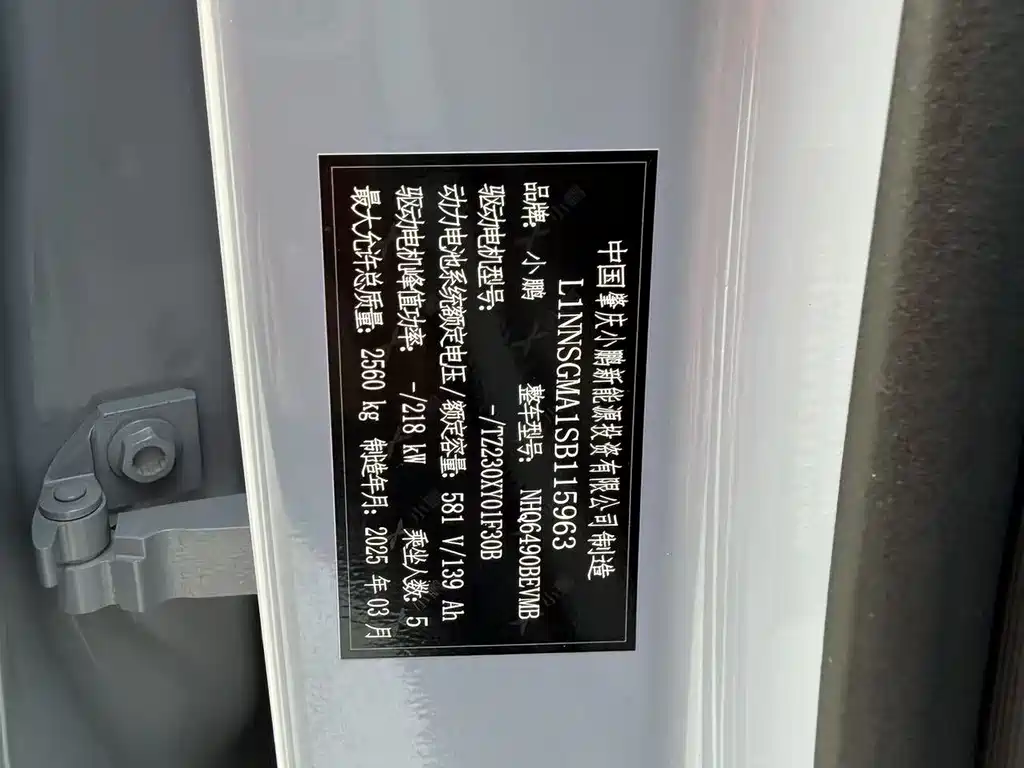 中国肇庆小鹏新能源投资有限公司制造
L1NNSGMA1SB115963
品牌: 小鹏 整车型号: NHQ6490BEVMB
驱动电机型号: -/TZ230XY01F30B
动力电池系统额定电压/额定容量: 581 V/139 Ah
驱动电机峰值功率: -/218 kW 乘坐人数: 5
最大允许总质量: 2560 kg 制造年月: 2025 年 03 月